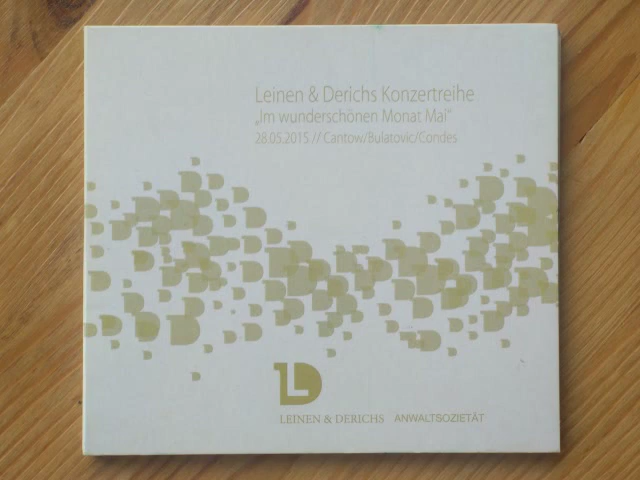 Leinen & Derichs Konzertreihe
„Im wunderschönen Monat Mai“
28.05.2015 // Cantow/Bulatovic/Condes
LD
LEINEN & DERICHS ANWALTSOZIETÄT